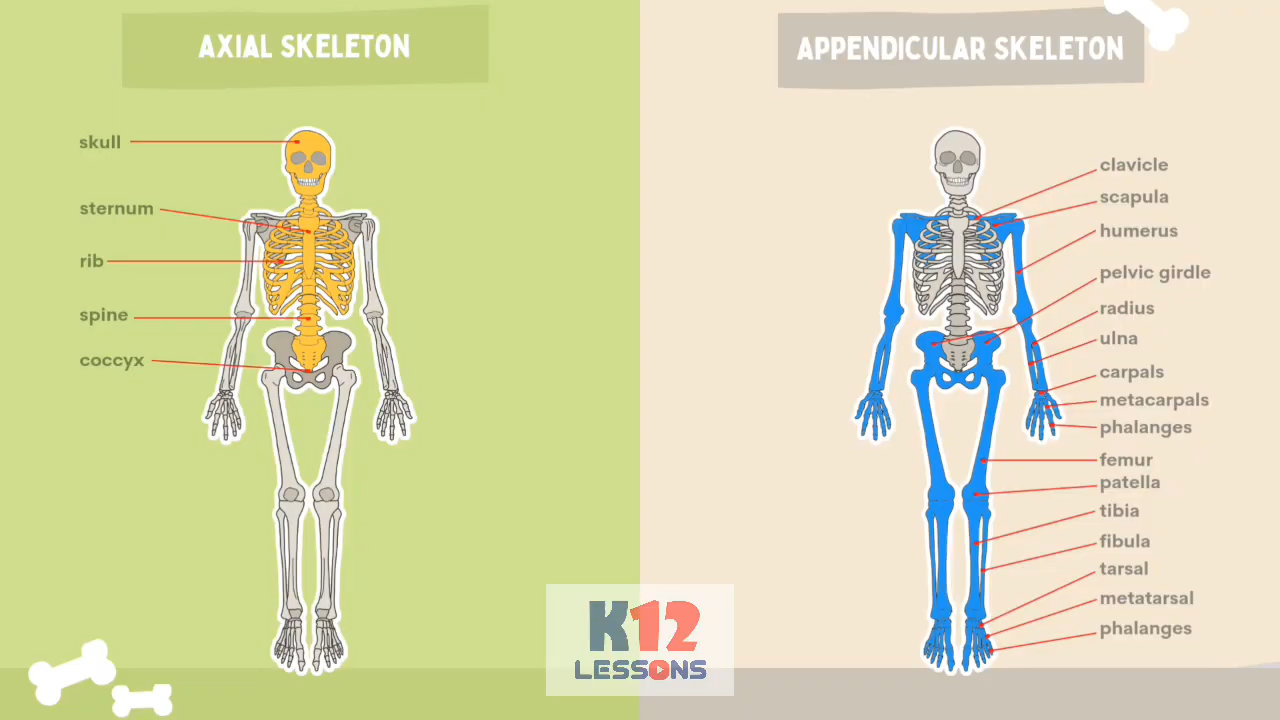 AXIAL SKELETON
skull
sternum
rib
spine
coccyx
APPENDICULAR SKELETON
clavicle
scapula
humerus
pelvic girdle
radius
ulna
carpals
metacarpals
phalanges
femur
patella
tibia
fibula
tarsal
metatarsal
phalanges
K12
LESSONS